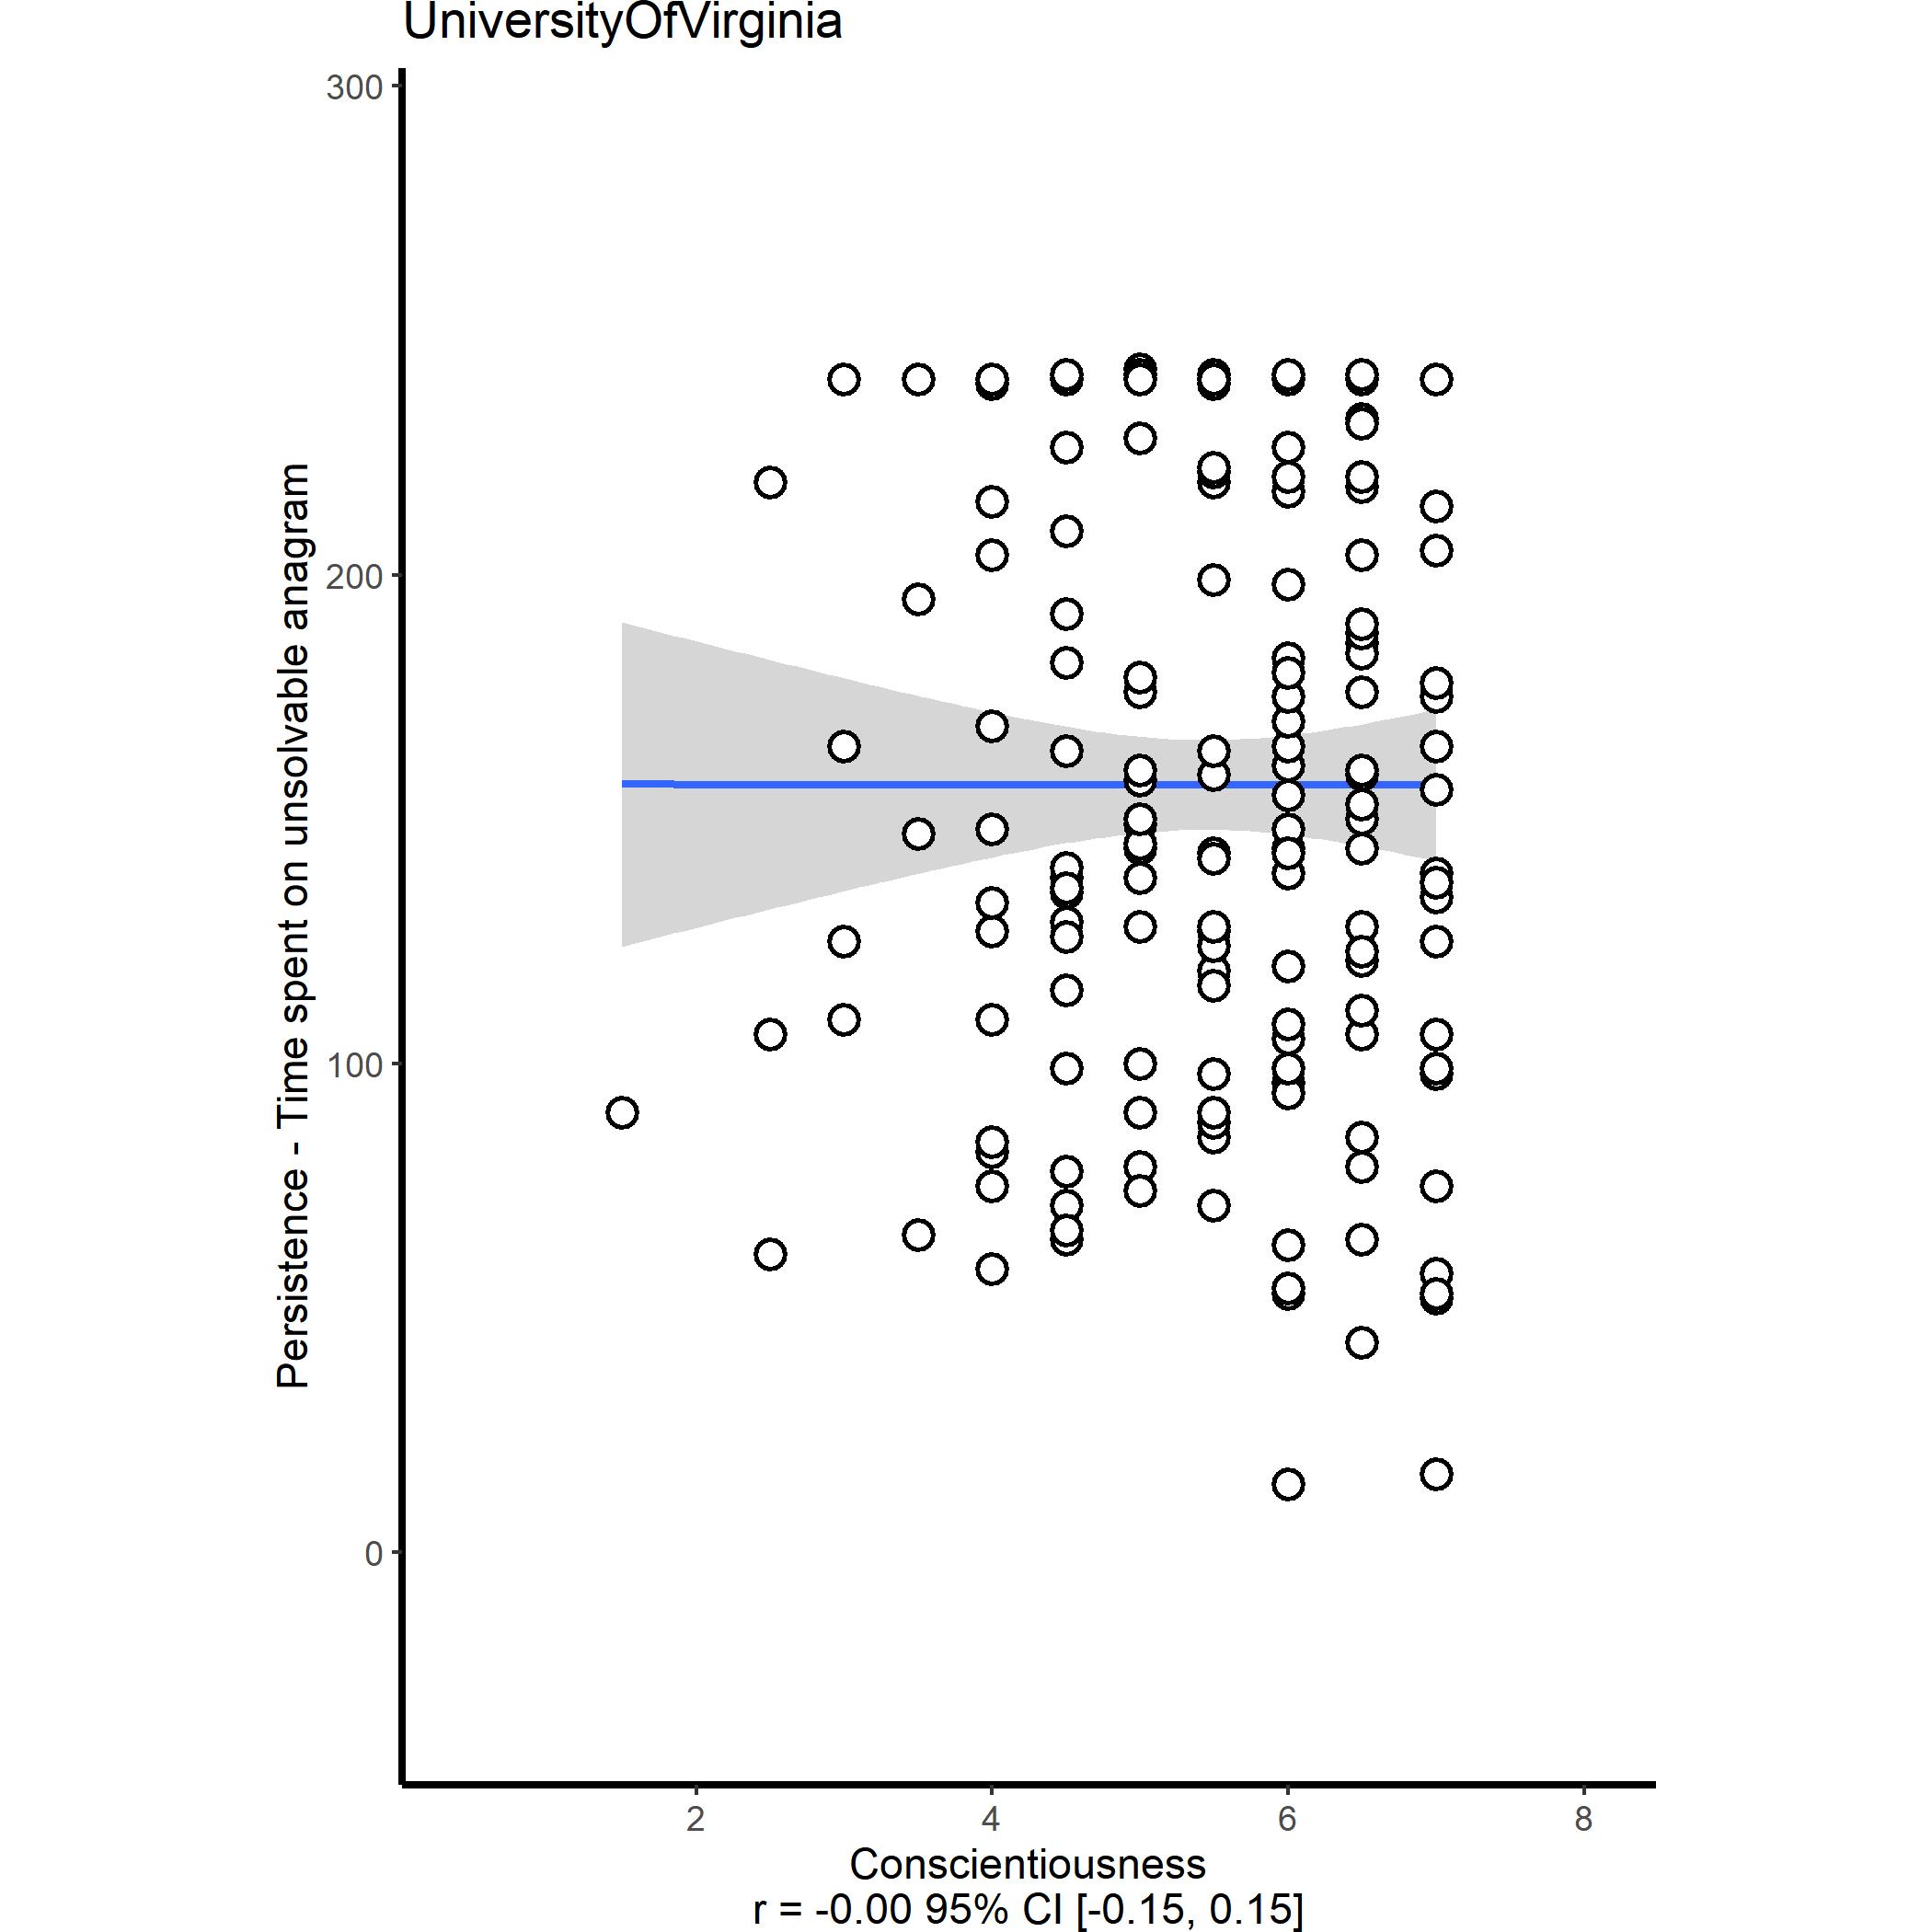 UniversityOfVirginia
Persistence - Time spent on unsolvable anagram
300
200
100
0
2 4 6 8
Conscientiousness
r = -0.00 95% CI [-0.15, 0.15]